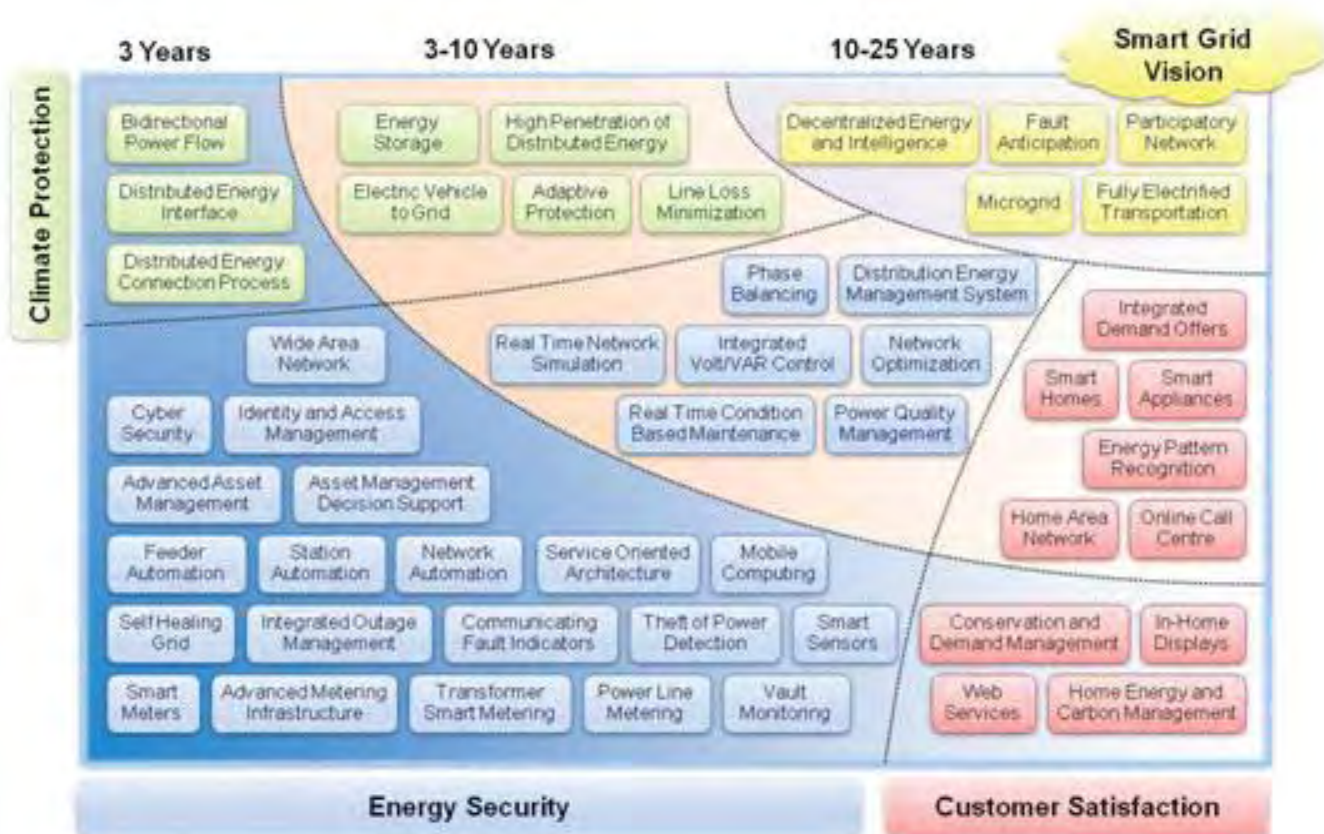 3 Years
3-10 Years
10-25 Years
Smart Grid
Vision
Climate Protection
Bidirectional
Power Flow
Energy
Storage
High Penetration of
Distributed Energy
Decentralized Energy
and Intelligence
Fault
Anticipation
Participatory
Network
Distributed Energy
Interface
Electric Vehicle
to Grid
Adaptive
Protection
Line Loss
Minimization
Microgrid
Fully Electrified
Transportation
Distributed Energy
Connection Process
Phase
Balancing
Distribution Energy
Management System
Integrated
Demand Offers
Wide Area
Network
Real Time Network
Simulation
Integrated
Volt/VAR Control
Network
Optimization
Smart
Homes
Smart
Appliances
Cyber
Security
Identity and Access
Management
Real Time Condition
Based Maintenance
Power Quality
Management
Energy Pattern
Recognition
Advanced Asset
Management
Asset Management
Decision Support
Home Area
Network
Online Call
Centre
Feeder
Automation
Station
Automation
Network
Automation
Service Oriented
Architecture
Mobile
Computing
Self Healing
Grid
Integrated Outage
Management
Communicating
Fault Indicators
Theft of Power
Detection
Smart
Sensors
Conservation and
Demand Management
In-Home
Displays
Smart
Meters
Advanced Metering
Infrastructure
Transformer
Smart Metering
Power Line
Metering
Vault
Monitoring
Web
Services
Home Energy and
Carbon Management
Energy Security
Customer Satisfaction